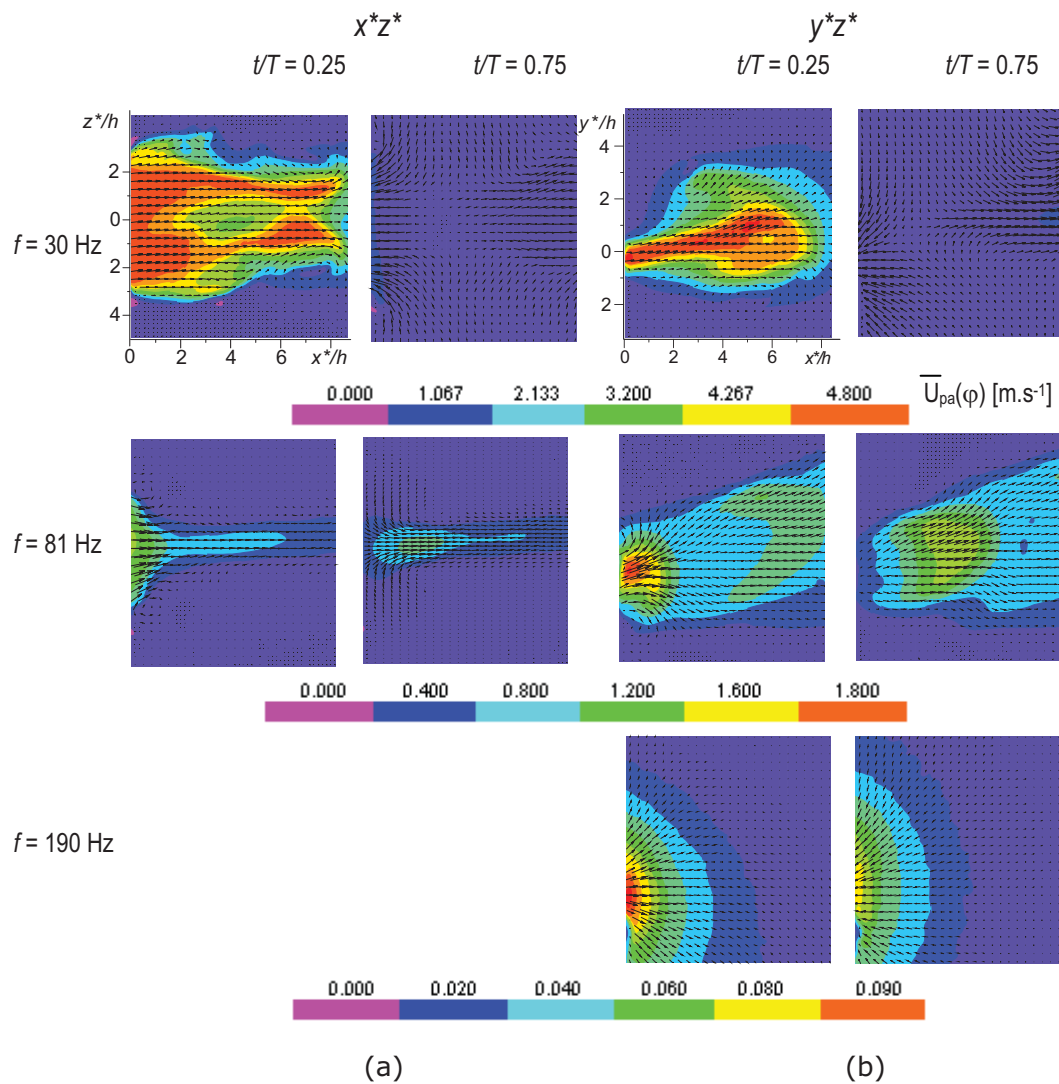 x*z* y*z*
t/T = 0.25 t/T = 0.75 t/T = 0.25 t/T = 0.75
z*/h y*/h
2 0 2 4
4 2 0 2
f = 30 Hz
0 2 4 6 x*/h
0 2 4 6 x*/h
0.000 1.067 2.133 3.200 4.267 4.800 U̅pa(φ) [m.s-1]
f = 81 Hz
0.000 0.400 0.800 1.200 1.600 1.800
f = 190 Hz
0.000 0.020 0.040 0.060 0.080 0.090
(a) (b)